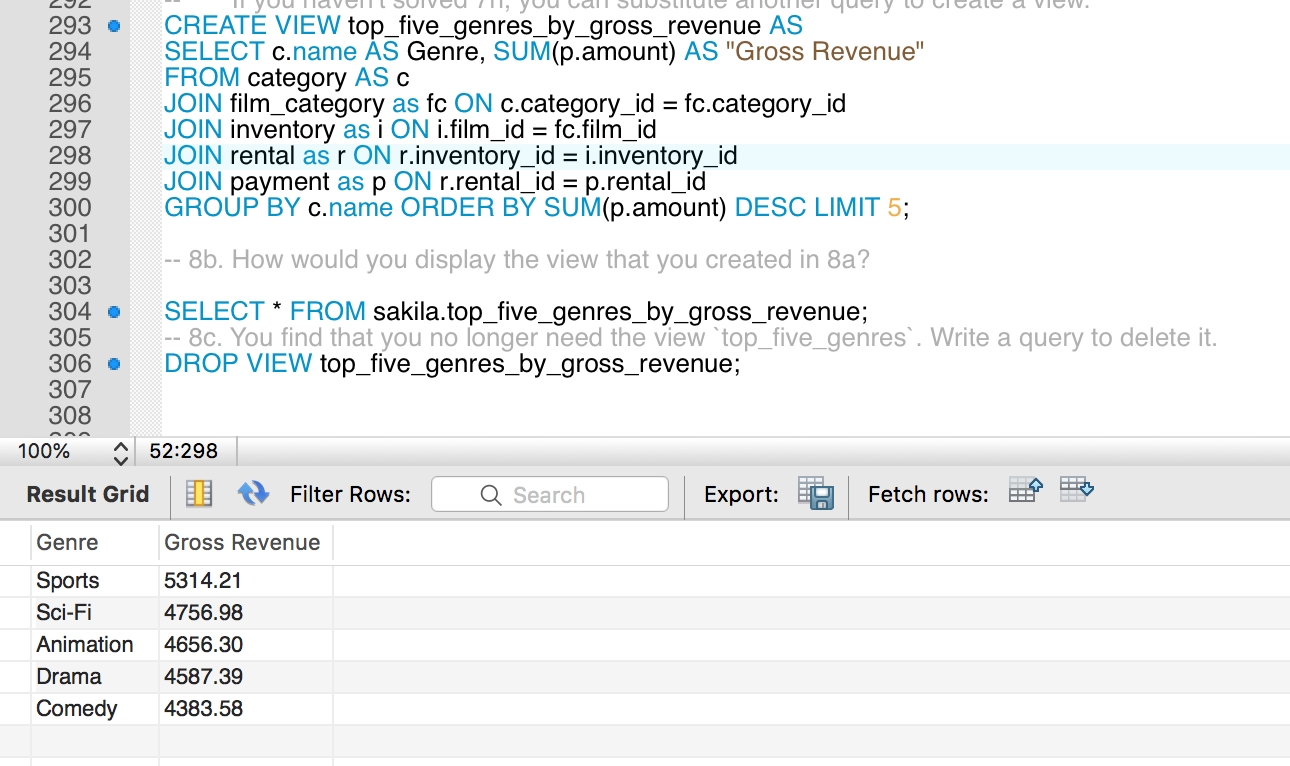 292 -- If you haven't solved 7h, you can substitute another query to create a view.
293 CREATE VIEW top_five_genres_by_gross_revenue AS
294 SELECT c.name AS Genre, SUM(p.amount) AS "Gross Revenue"
295 FROM category AS c
296 JOIN film_category as fc ON c.category_id = fc.category_id
297 JOIN inventory as i ON i.film_id = fc.film_id
298 JOIN rental as r ON r.inventory_id = i.inventory_id
299 JOIN payment as p ON r.rental_id = p.rental_id
300 GROUP BY c.name ORDER BY SUM(p.amount) DESC LIMIT 5;
301
302 -- 8b. How would you display the view that you created in 8a?
303
304 SELECT * FROM sakila.top_five_genres_by_gross_revenue;
305 -- 8c. You find that you no longer need the view `top_five_genres`. Write a query to delete it.
306 DROP VIEW top_five_genres_by_gross_revenue;
307
308
100% 52:298
Result Grid Filter Rows: Search Export: Fetch rows:
Genre Gross Revenue
Sports 5314.21
Sci-Fi 4756.98
Animation 4656.30
Drama 4587.39
Comedy 4383.58